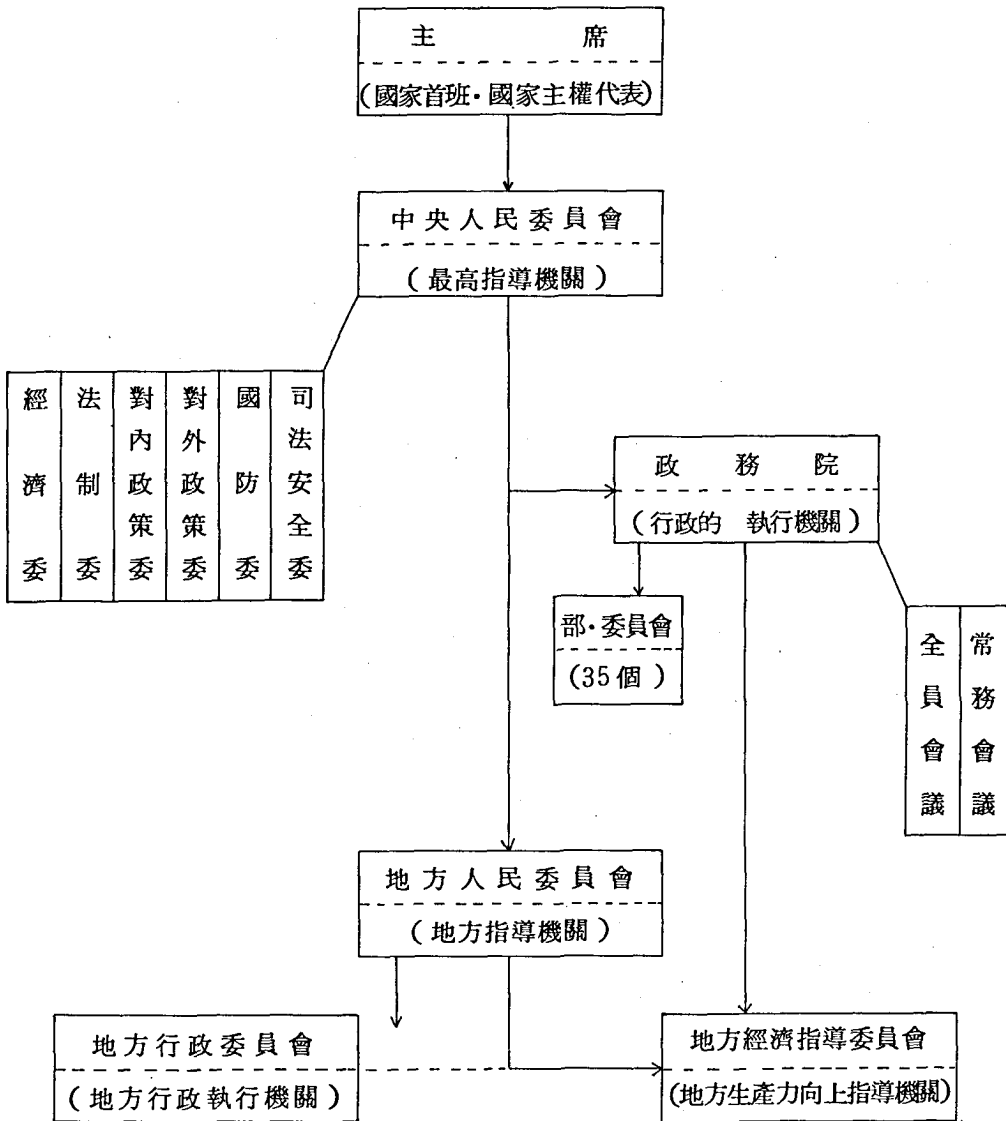 主席
(國家首班·國家主權代表)
中央人民委員會
(最高指導機關)
經濟委
法制委
對內政策委
對外政策委
國防委
司法安全委
政務院
(行政的 執行機關)
部·委員會
(35個)
全員會議
常務會議
地方人民委員會
(地方指導機關)
地方行政委員會
(地方行政執行機關)
地方經濟指導委員會
(地方生產力向上指導機關)